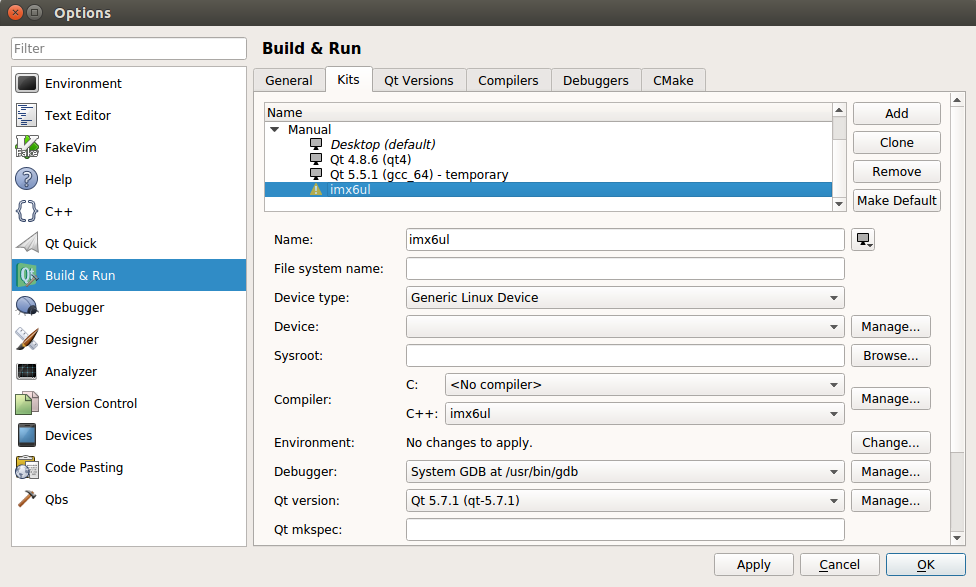 Options
Filter
Environment
Text Editor
FakeVim
Help
C++
Qt Quick
Build & Run
Debugger
Designer
Analyzer
Version Control
Devices
Code Pasting
Qbs
Build & Run
General Kits Qt Versions Compilers Debuggers CMake
Name
Manual
Desktop (default)
Qt 4.8.6 (qt4)
Qt 5.5.1 (gcc_64) - temporary
imx6ul
Add
Clone
Remove
Make Default
Name: imx6ul
File system name:
Device type: Generic Linux Device
Device: Manage...
Sysroot: Browse...
Compiler: C: <No compiler> Manage...
C++: imx6ul
Environment: No changes to apply. Change...
Debugger: System GDB at /usr/bin/gdb Manage...
Qt version: Qt 5.7.1 (qt-5.7.1) Manage...
Qt mkspec:
Apply Cancel OK